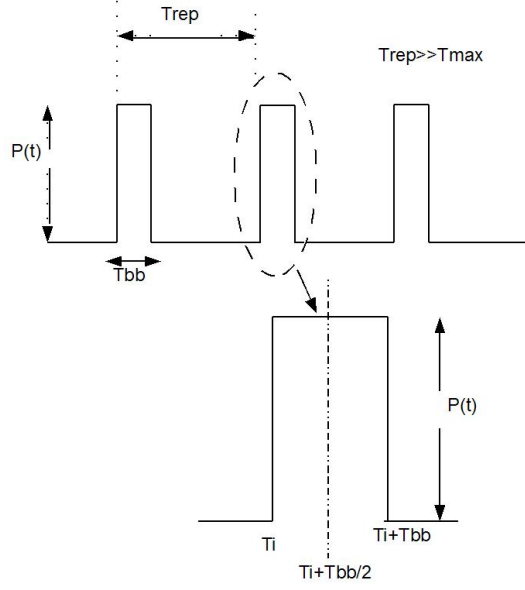 Trep
Trep>>Tmax
P(t)
Tbb
P(t)
Ti
Ti+Tbb
Ti+Tbb/2